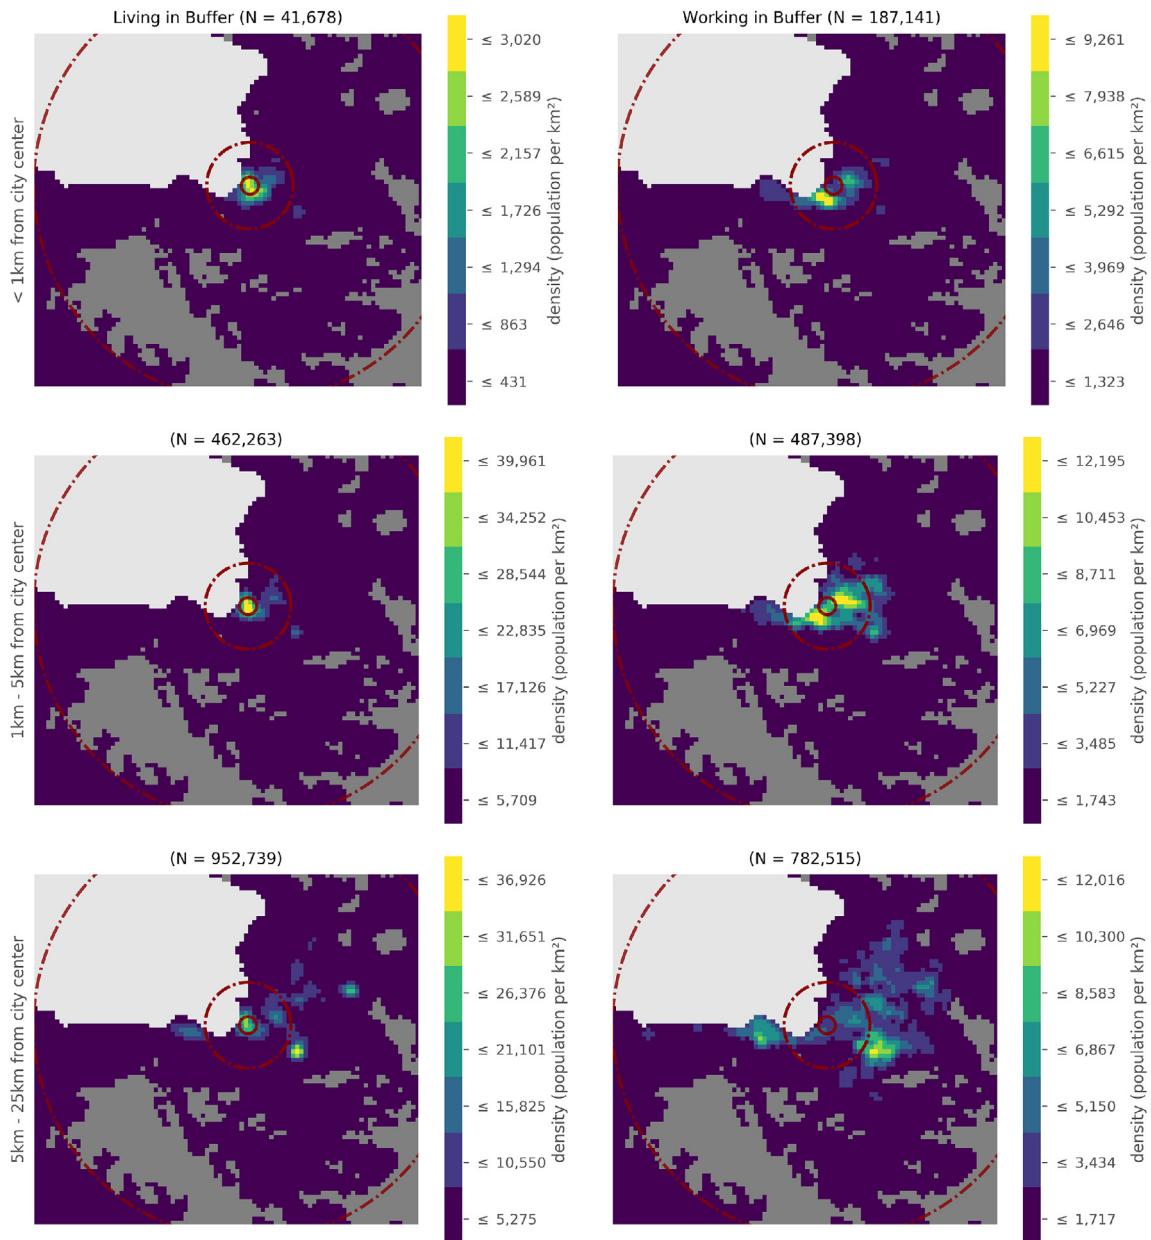 Living in Buffer (N = 41,678)
Working in Buffer (N = 187,141)
< 1km from city center
≤ 3,020
≤ 2,589
≤ 2,157
≤ 1,726
≤ 1,294
≤ 863
≤ 431
density (population per km²)
≤ 9,261
≤ 7,938
≤ 6,615
≤ 5,292
≤ 3,969
≤ 2,646
≤ 1,323
density (population per km²)
(N = 462,263)
(N = 487,398)
1km - 5km from city center
≤ 39,961
≤ 34,252
≤ 28,544
≤ 22,835
≤ 17,126
≤ 11,417
≤ 5,709
density (population per km²)
≤ 12,195
≤ 10,453
≤ 8,711
≤ 6,969
≤ 5,227
≤ 3,485
≤ 1,743
density (population per km²)
(N = 952,739)
(N = 782,515)
5km - 25km from city center
≤ 36,926
≤ 31,651
≤ 26,376
≤ 21,101
≤ 15,825
≤ 10,550
≤ 5,275
density (population per km²)
≤ 12,016
≤ 10,300
≤ 8,583
≤ 6,867
≤ 5,150
≤ 3,434
≤ 1,717
density (population per km²)